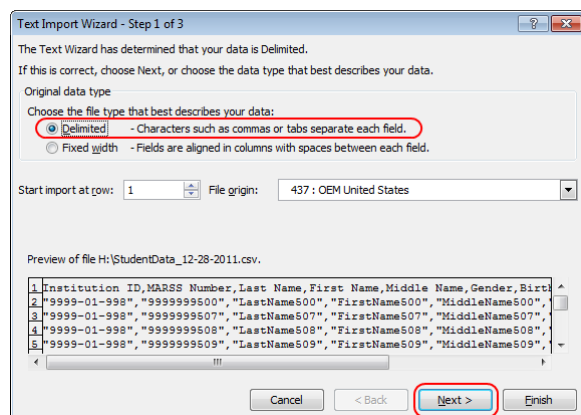 Text Import Wizard - Step 1 of 3
The Text Wizard has determined that your data is Delimited.
If this is correct, choose Next, or choose the data type that best describes your data.
Original data type
Choose the file type that best describes your data:
Delimited - Characters such as commas or tabs separate each field.
Fixed width - Fields are aligned in columns with spaces between each field.
Start import at row: 1 File origin: 437 : OEM United States
Preview of file H:\StudentData_12-28-2011.csv.
1 Institution ID,MARSS Number,Last Name,First Name,Middle Name,Gender,Birth
2 "9999-01-998","9999999500","LastName500","FirstName500","MiddleName500","
3 "9999-01-998","9999999507","LastName507","FirstName507","MiddleName507","
4 "9999-01-998","9999999508","LastName508","FirstName508","MiddleName508","
5 "9999-01-998","9999999509","LastName509","FirstName509","MiddleName509","
Cancel < Back Next > Finish